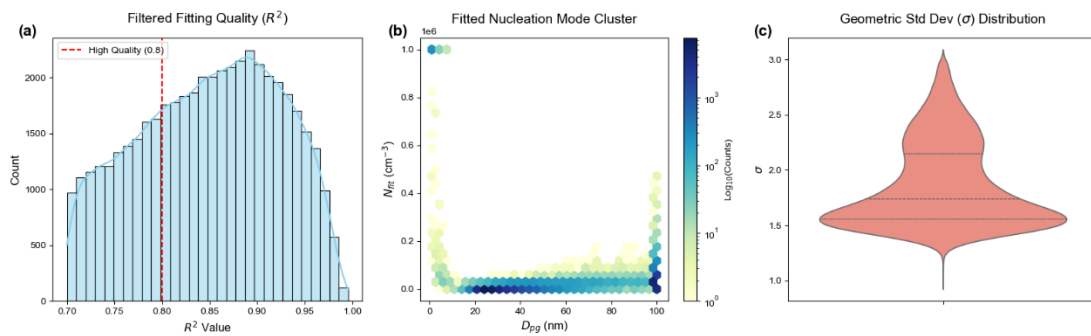 (a)
Filtered Fitting Quality (R²)
High Quality (0.8)
Count
2000
1500
1000
500
0
0.70
0.75
0.80
0.85
0.90
0.95
1.00
R² Value
(b)
Fitted Nucleation Mode Cluster
1e6
N_fit (cm⁻³)
1.0
0.8
0.6
0.4
0.2
0.0
0
20
40
60
80
100
D_pg (nm)
10³
10²
10¹
10⁰
Log₁₀(Counts)
(c)
Geometric Std Dev (σ) Distribution
σ
3.0
2.5
2.0
1.5
1.0